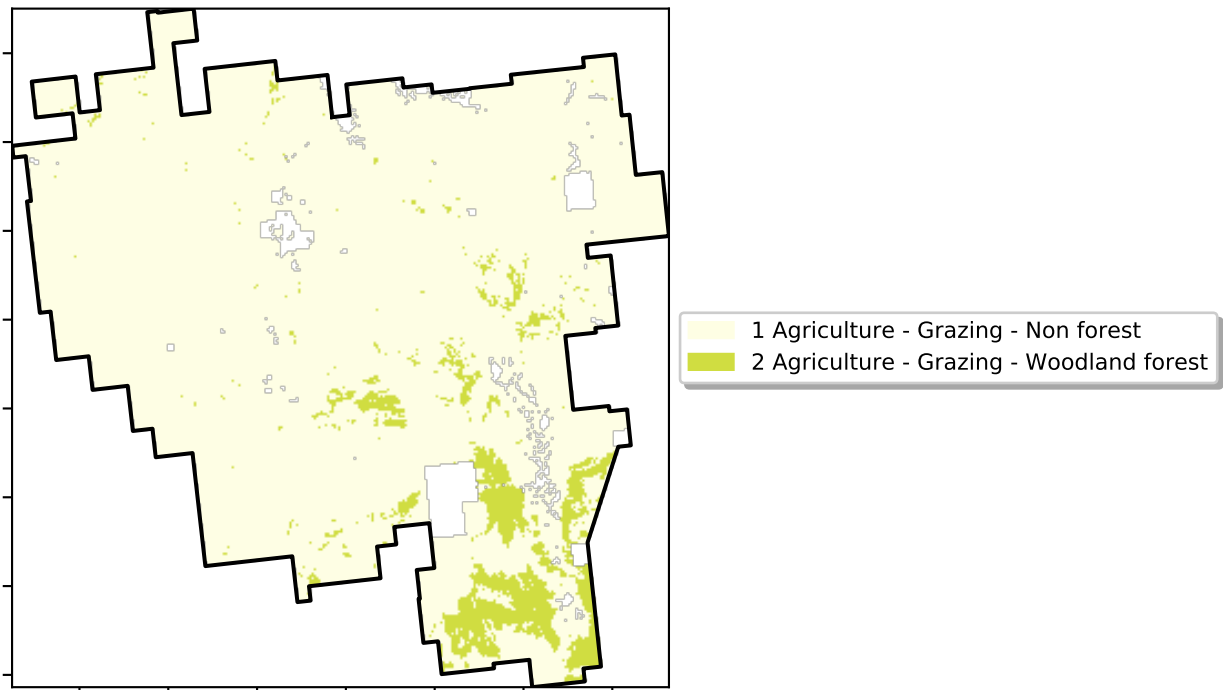 1 Agriculture - Grazing - Non forest
2 Agriculture - Grazing - Woodland forest